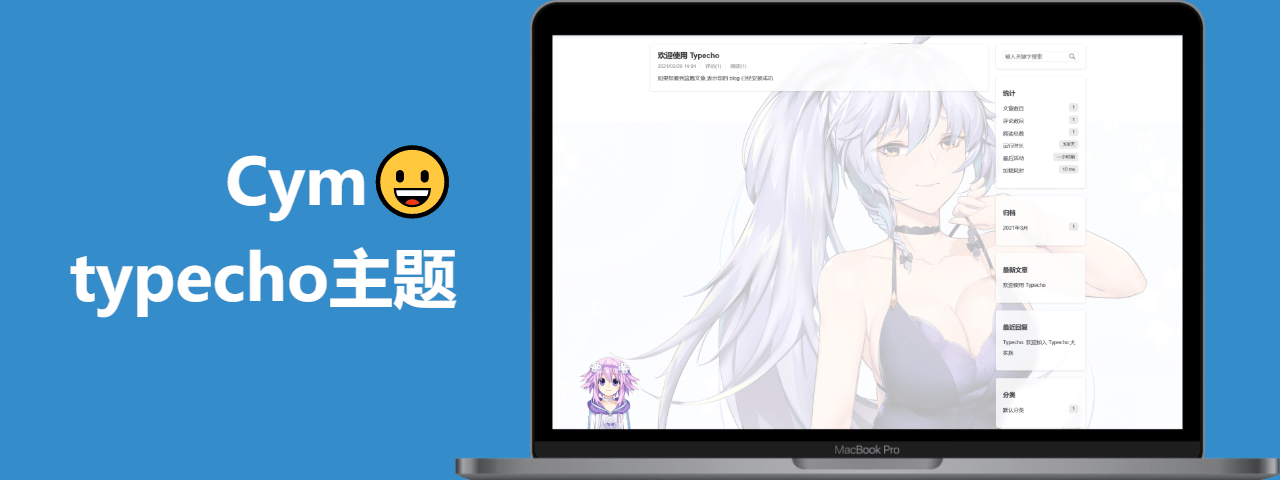 Cym
typecho主题
欢迎使用 Typecho
2021/03/26 14:04 评论(1) 阅读(1)
如果您看到这篇文章,表示您的 blog 已经安装成功.
输入关键字搜索
统计
文章数目 1
评论数目 1
阅读总数 1
运行时长
最后活动 一小时前
加载耗时 10 ms
归档
2021年3月 1
最新文章
欢迎使用 Typecho
最近回复
Typecho: 欢迎加入 Typecho 大
家族
分类
默认分类 1
MacBook Pro